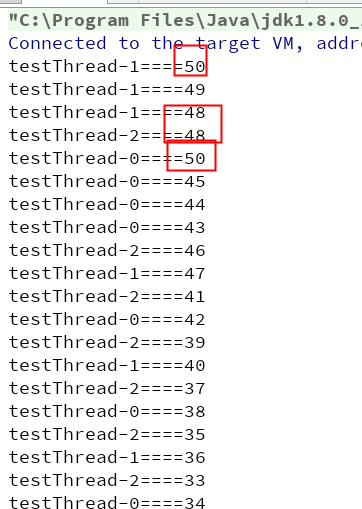 "C:\Program Files\Java\jdk1.8.0_
Connected to the target VM, addr
testThread-1====50
testThread-1====49
testThread-1====48
testThread-2====48
testThread-0====50
testThread-0====45
testThread-0====44
testThread-0====43
testThread-2====46
testThread-1====47
testThread-2====41
testThread-0====42
testThread-2====39
testThread-1====40
testThread-2====37
testThread-0====38
testThread-2====35
testThread-1====36
testThread-2====33
testThread-0====34